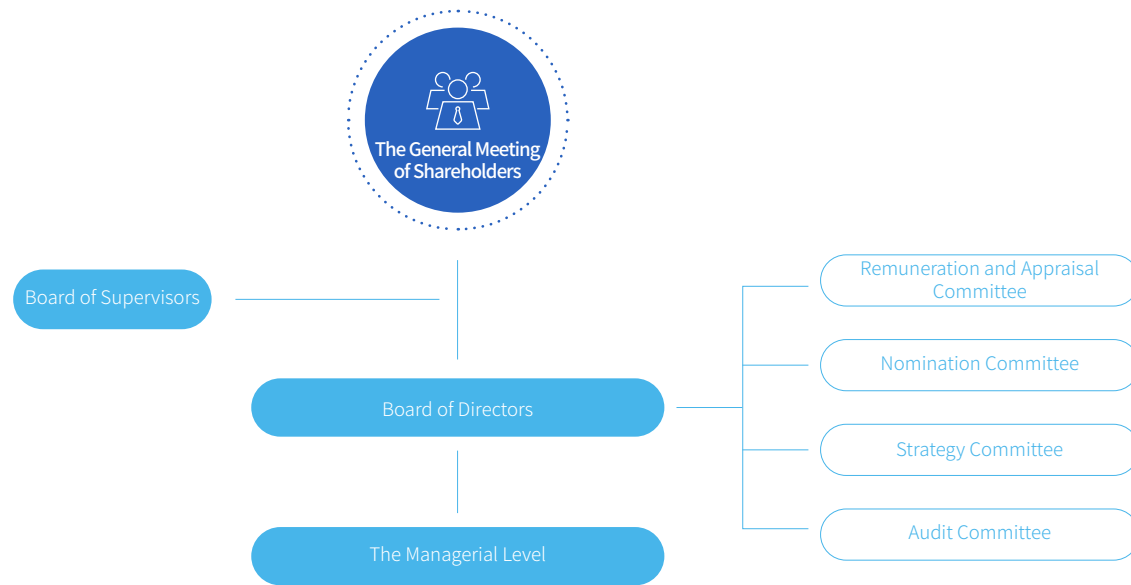 The General Meeting
of Shareholders
Board of Supervisors
Remuneration and Appraisal
Committee
Nomination Committee
Board of Directors
Strategy Committee
Audit Committee
The Managerial Level